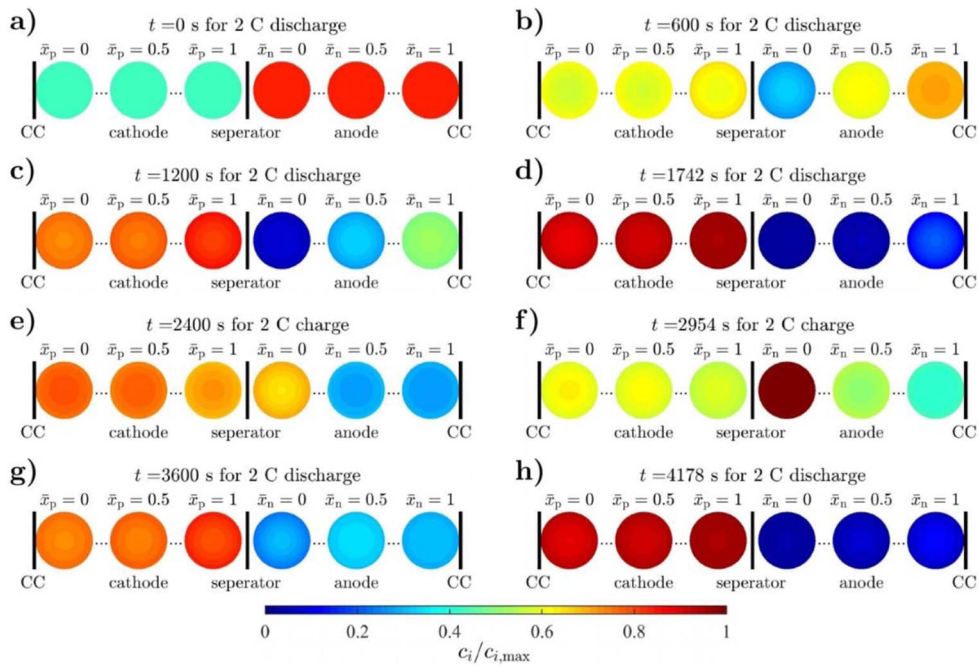 a) t =0 s for 2 C discharge
x̄p = 0 x̄p = 0.5 x̄p = 1 x̄n = 0 x̄n = 0.5 x̄n = 1
... ... ... ...
CC cathode seperator anode CC
b) t =600 s for 2 C discharge
x̄p = 0 x̄p = 0.5 x̄p = 1 x̄n = 0 x̄n = 0.5 x̄n = 1
... ... ... ...
CC cathode seperator anode CC
c) t =1200 s for 2 C discharge
x̄p = 0 x̄p = 0.5 x̄p = 1 x̄n = 0 x̄n = 0.5 x̄n = 1
... ... ... ...
CC cathode seperator anode CC
d) t =1742 s for 2 C discharge
x̄p = 0 x̄p = 0.5 x̄p = 1 x̄n = 0 x̄n = 0.5 x̄n = 1
... ... ... ...
CC cathode seperator anode CC
e) t =2400 s for 2 C charge
x̄p = 0 x̄p = 0.5 x̄p = 1 x̄n = 0 x̄n = 0.5 x̄n = 1
... ... ... ...
CC cathode seperator anode CC
f) t =2954 s for 2 C charge
x̄p = 0 x̄p = 0.5 x̄p = 1 x̄n = 0 x̄n = 0.5 x̄n = 1
... ... ... ...
CC cathode seperator anode CC
g) t =3600 s for 2 C discharge
x̄p = 0 x̄p = 0.5 x̄p = 1 x̄n = 0 x̄n = 0.5 x̄n = 1
... ... ... ...
CC cathode seperator anode CC
h) t =4178 s for 2 C discharge
x̄p = 0 x̄p = 0.5 x̄p = 1 x̄n = 0 x̄n = 0.5 x̄n = 1
... ... ... ...
CC cathode seperator anode CC
0 0.2 0.4 0.6 0.8 1
ci/ci,max